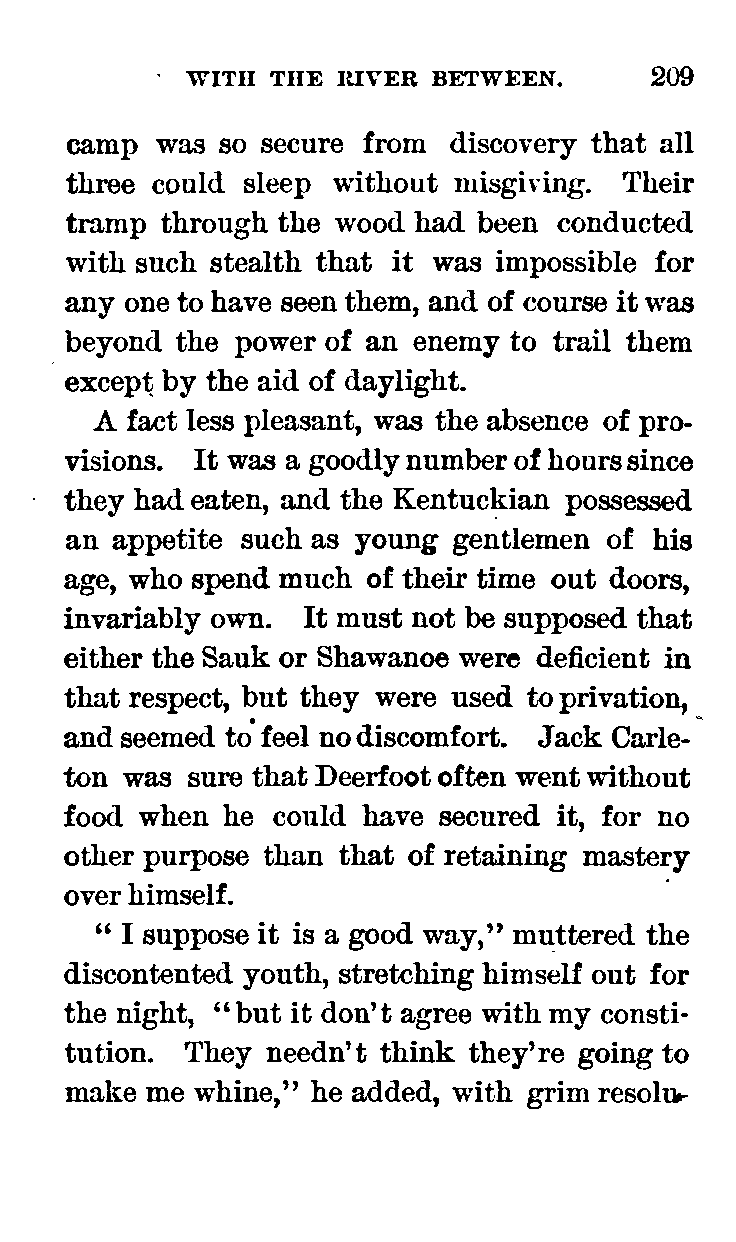 WITH THE RIVER BETWEEN. 209
camp was so secure from discovery that all
three could sleep without misgiving. Their
tramp through the wood had been conducted
with such stealth that it was impossible for
any one to have seen them, and of course it was
beyond the power of an enemy to trail them
except by the aid of daylight.
A fact less pleasant, was the absence of pro-
visions. It was a goodly number of hours since
they had eaten, and the Kentuckian possessed
an appetite such as young gentlemen of his
age, who spend much of their time out doors,
invariably own. It must not be supposed that
either the Sauk or Shawanoe were deficient in
that respect, but they were used to privation,
and seemed to feel no discomfort. Jack Carle-
ton was sure that Deerfoot often went without
food when he could have secured it, for no
other purpose than that of retaining mastery
over himself.
“I suppose it is a good way,” muttered the
discontented youth, stretching himself out for
the night, “but it don't agree with my consti-
tution. They needn't think they're going to
make me whine,” he added, with grim resolu-